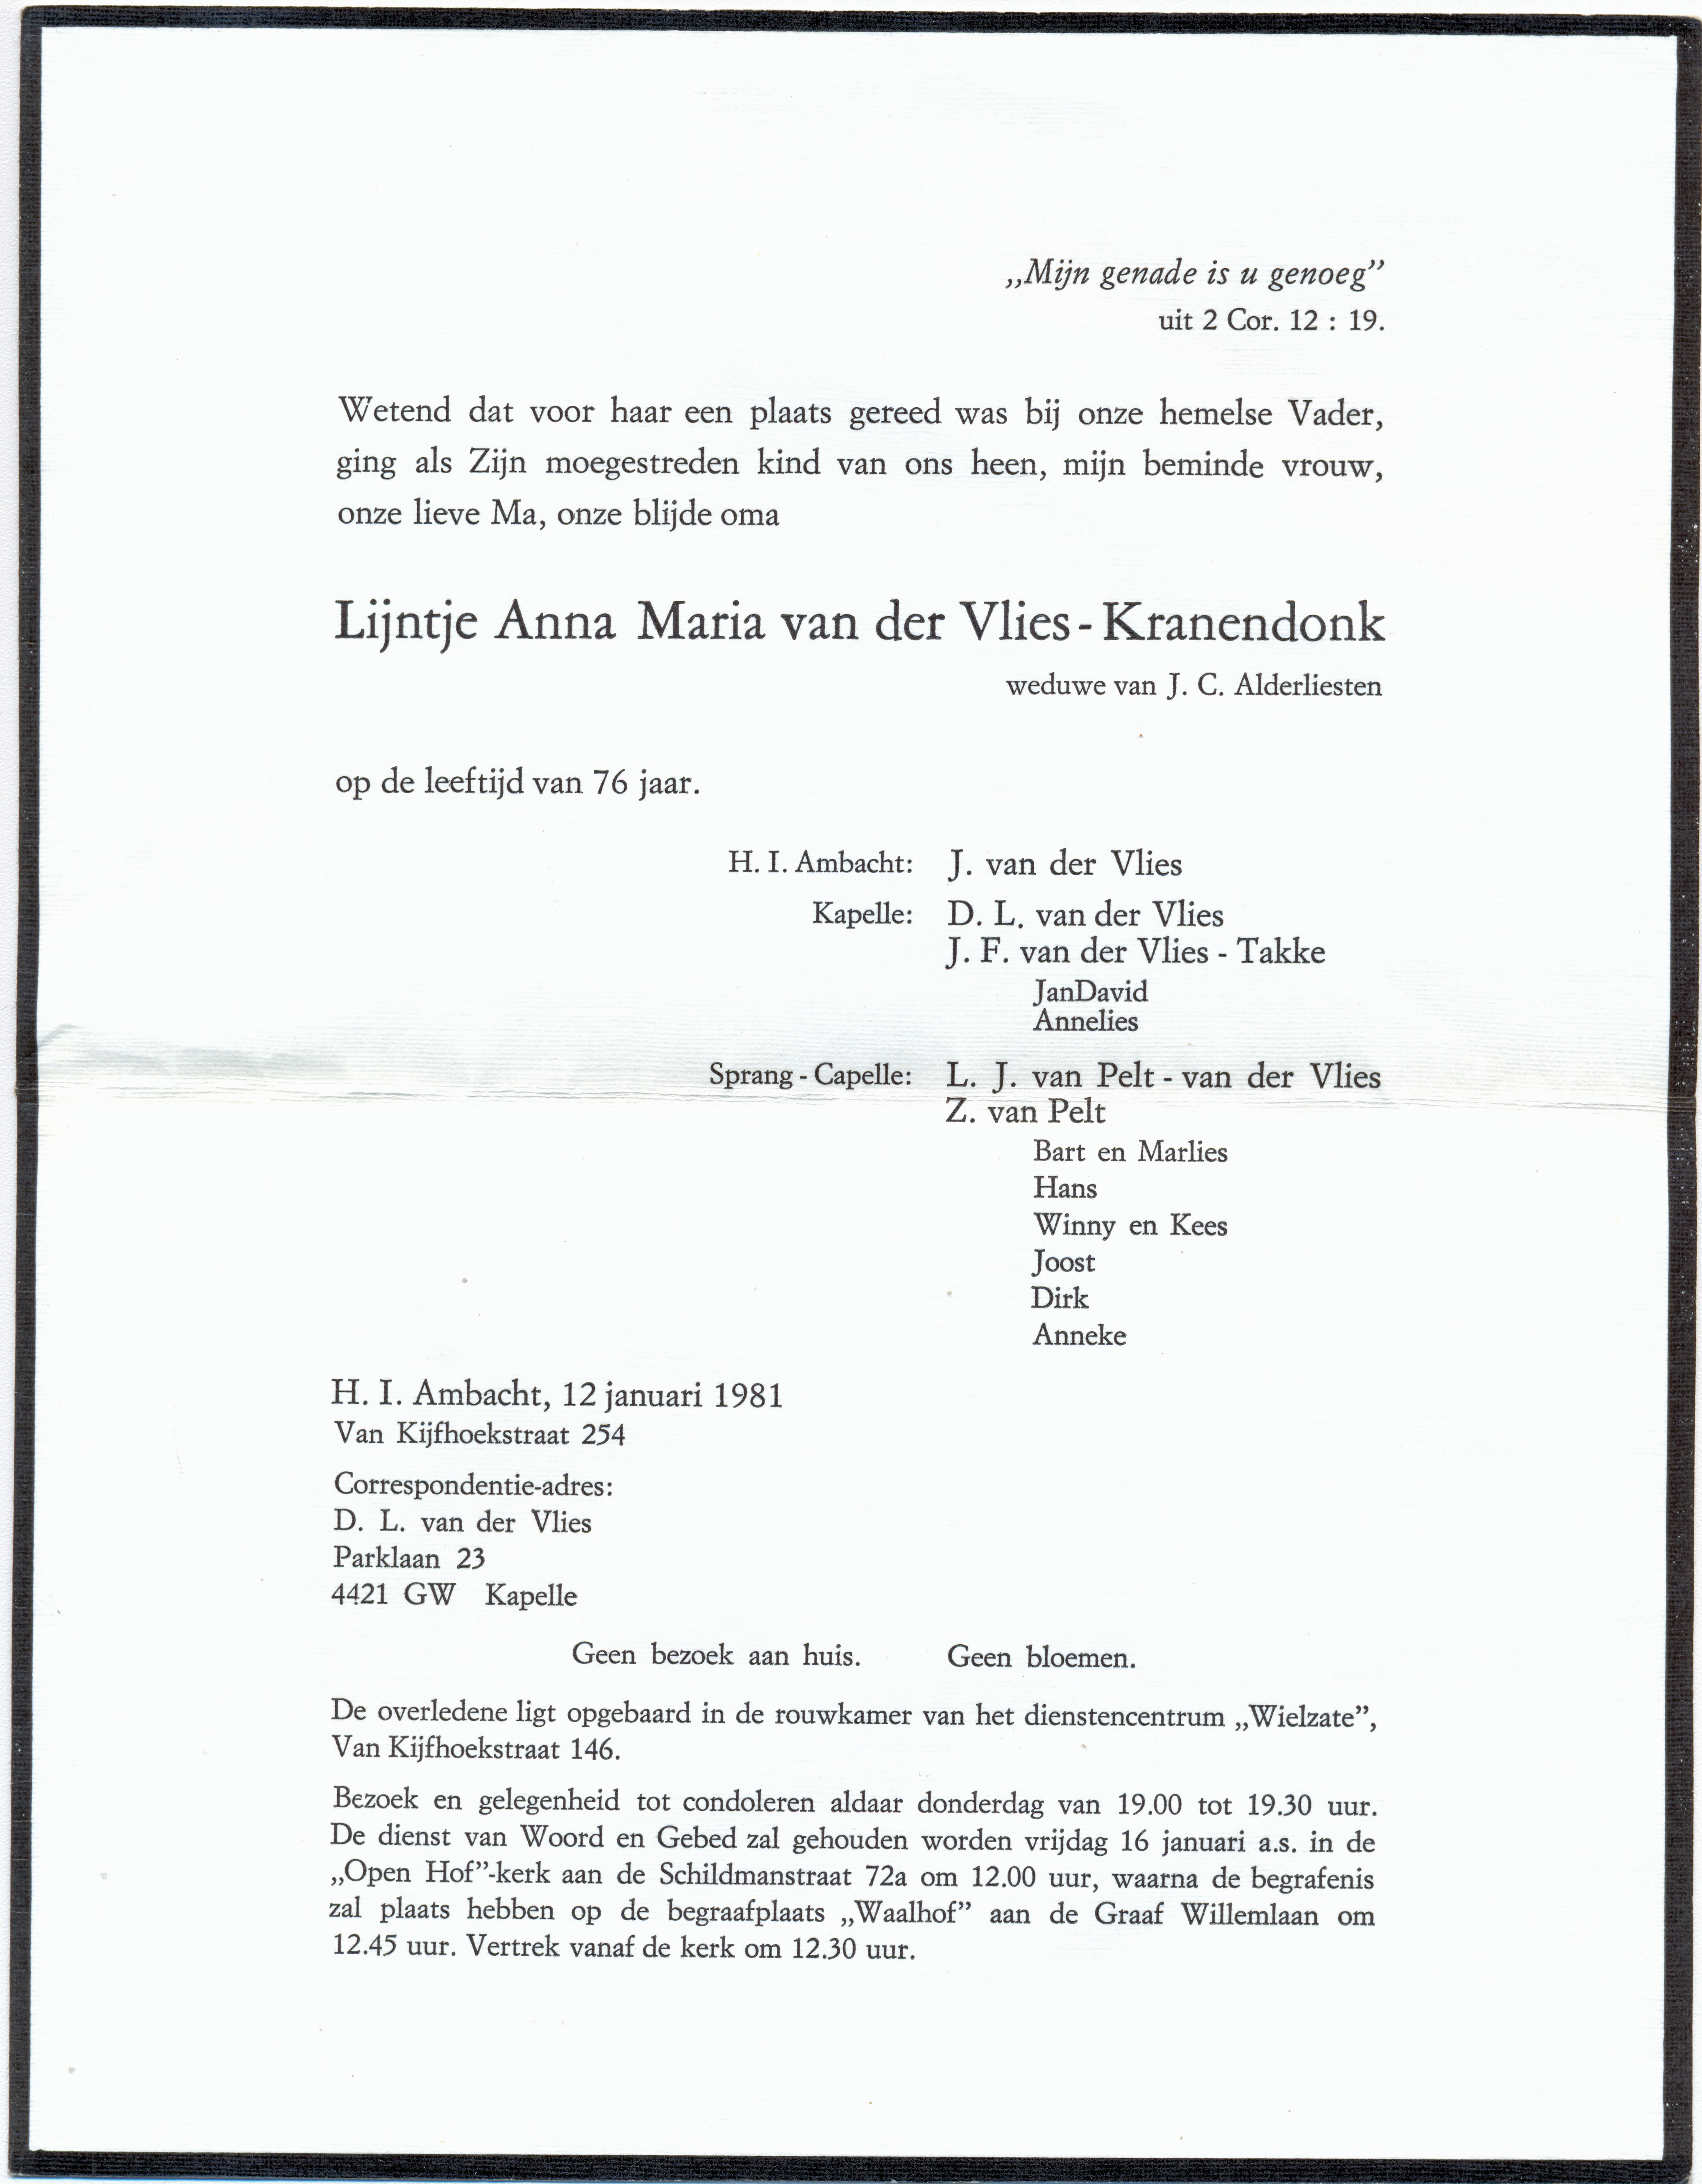 „Mijn genade is u genoeg”
uit 2 Cor. 12 : 19.
Wetend dat voor haar een plaats gereed was bij onze hemelse Vader,
ging als Zijn moegestreden kind van ons heen, mijn beminde vrouw,
onze lieve Ma, onze blijde oma
Lijntje Anna Maria van der Vlies - Kranendonk
weduwe van J. C. Alderliesten
op de leeftijd van 76 jaar.
H. I. Ambacht: J. van der Vlies
Kapelle: D. L. van der Vlies
J. F. van der Vlies - Takke
JanDavid
Annelies
Sprang - Capelle: L. J. van Pelt - van der Vlies
Z. van Pelt
Bart en Marlies
Hans
Winny en Kees
Joost
Dirk
Anneke
H. I. Ambacht, 12 januari 1981
Van Kijfhoekstraat 254
Correspondentie-adres:
D. L. van der Vlies
Parklaan 23
4421 GW Kapelle
Geen bezoek aan huis. Geen bloemen.
De overledene ligt opgebaard in de rouwkamer van het dienstencentrum „Wielzate”,
Van Kijfhoekstraat 146.
Bezoek en gelegenheid tot condoleren aldaar donderdag van 19.00 tot 19.30 uur.
De dienst van Woord en Gebed zal gehouden worden vrijdag 16 januari a.s. in de
„Open Hof”-kerk aan de Schildmanstraat 72a om 12.00 uur, waarna de begrafenis
zal plaats hebben op de begraafplaats „Waalhof” aan de Graaf Willemlaan om
12.45 uur. Vertrek vanaf de kerk om 12.30 uur.